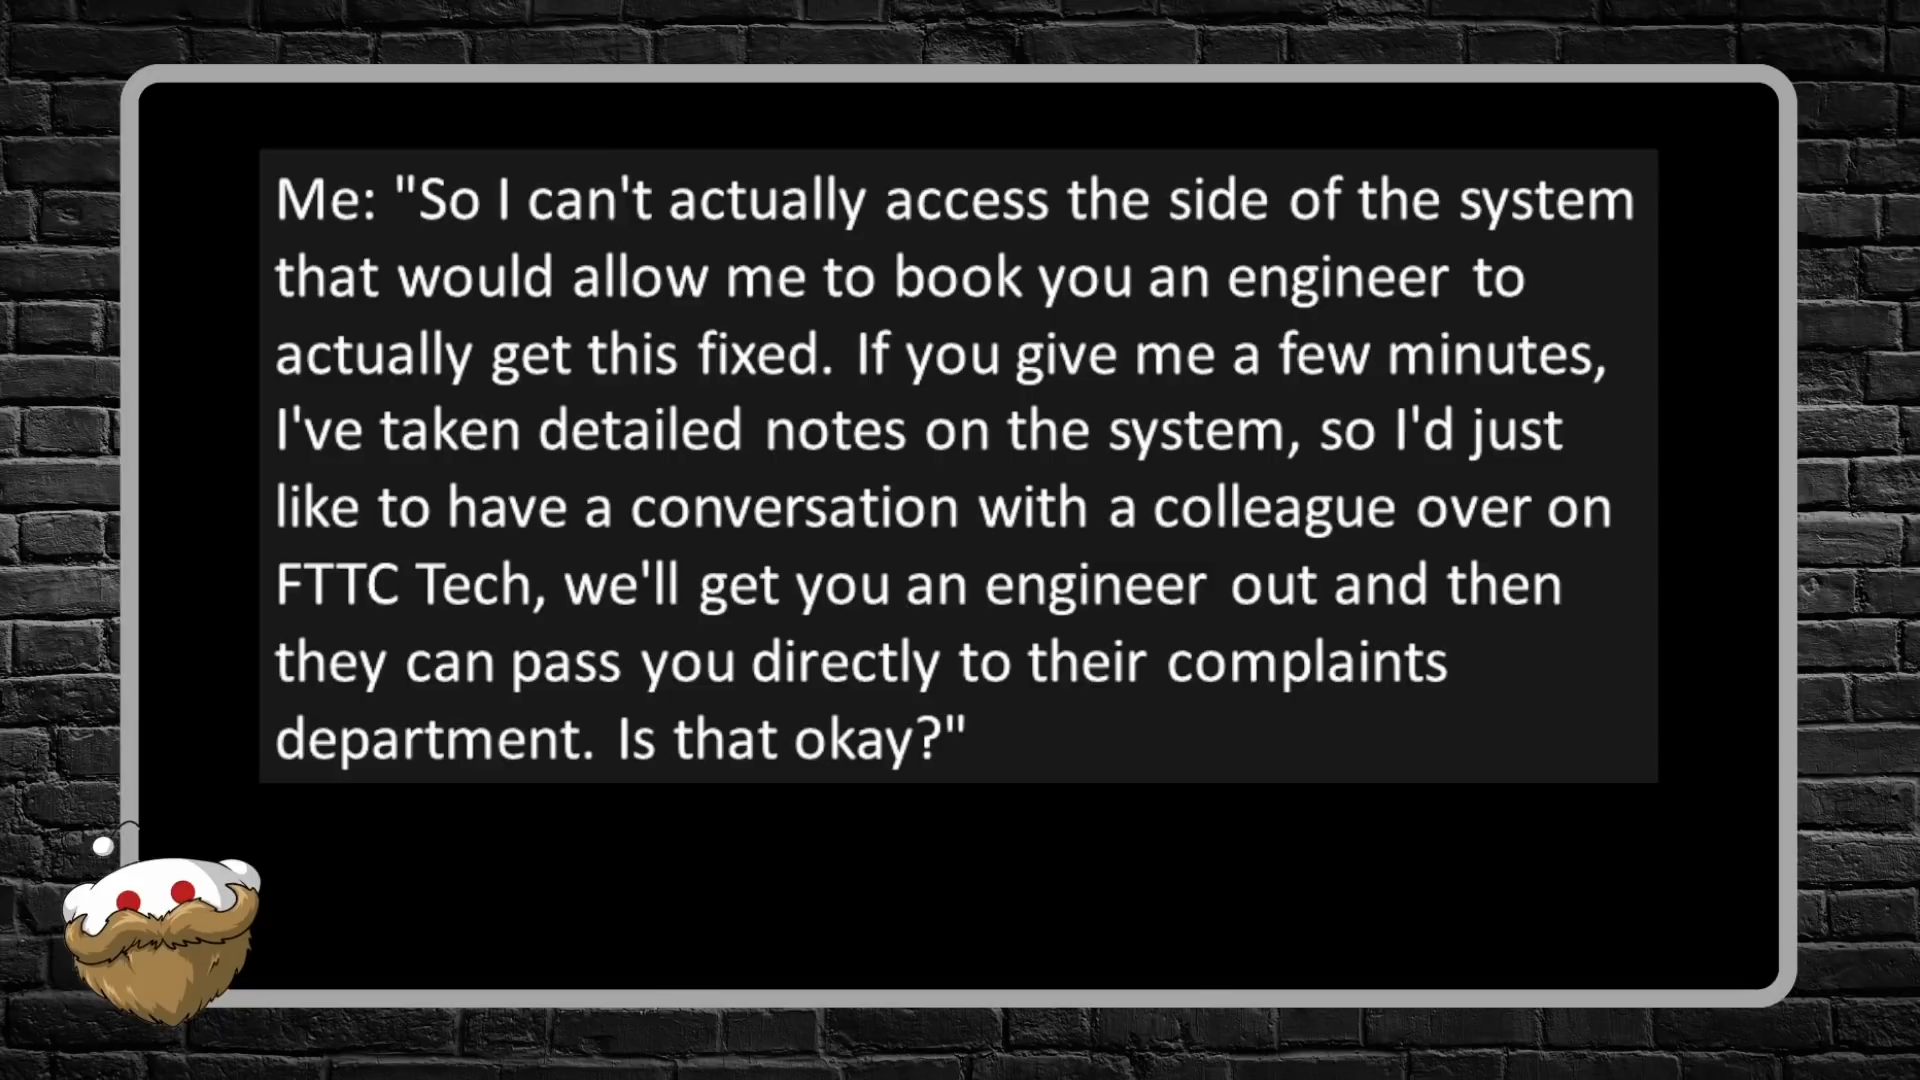 Me: "So I can't actually access the side of the system
that would allow me to book you an engineer to
actually get this fixed. If you give me a few minutes,
I've taken detailed notes on the system, so I'd just
like to have a conversation with a colleague over on
FTTC Tech, we'll get you an engineer out and then
they can pass you directly to their complaints
department. Is that okay?"